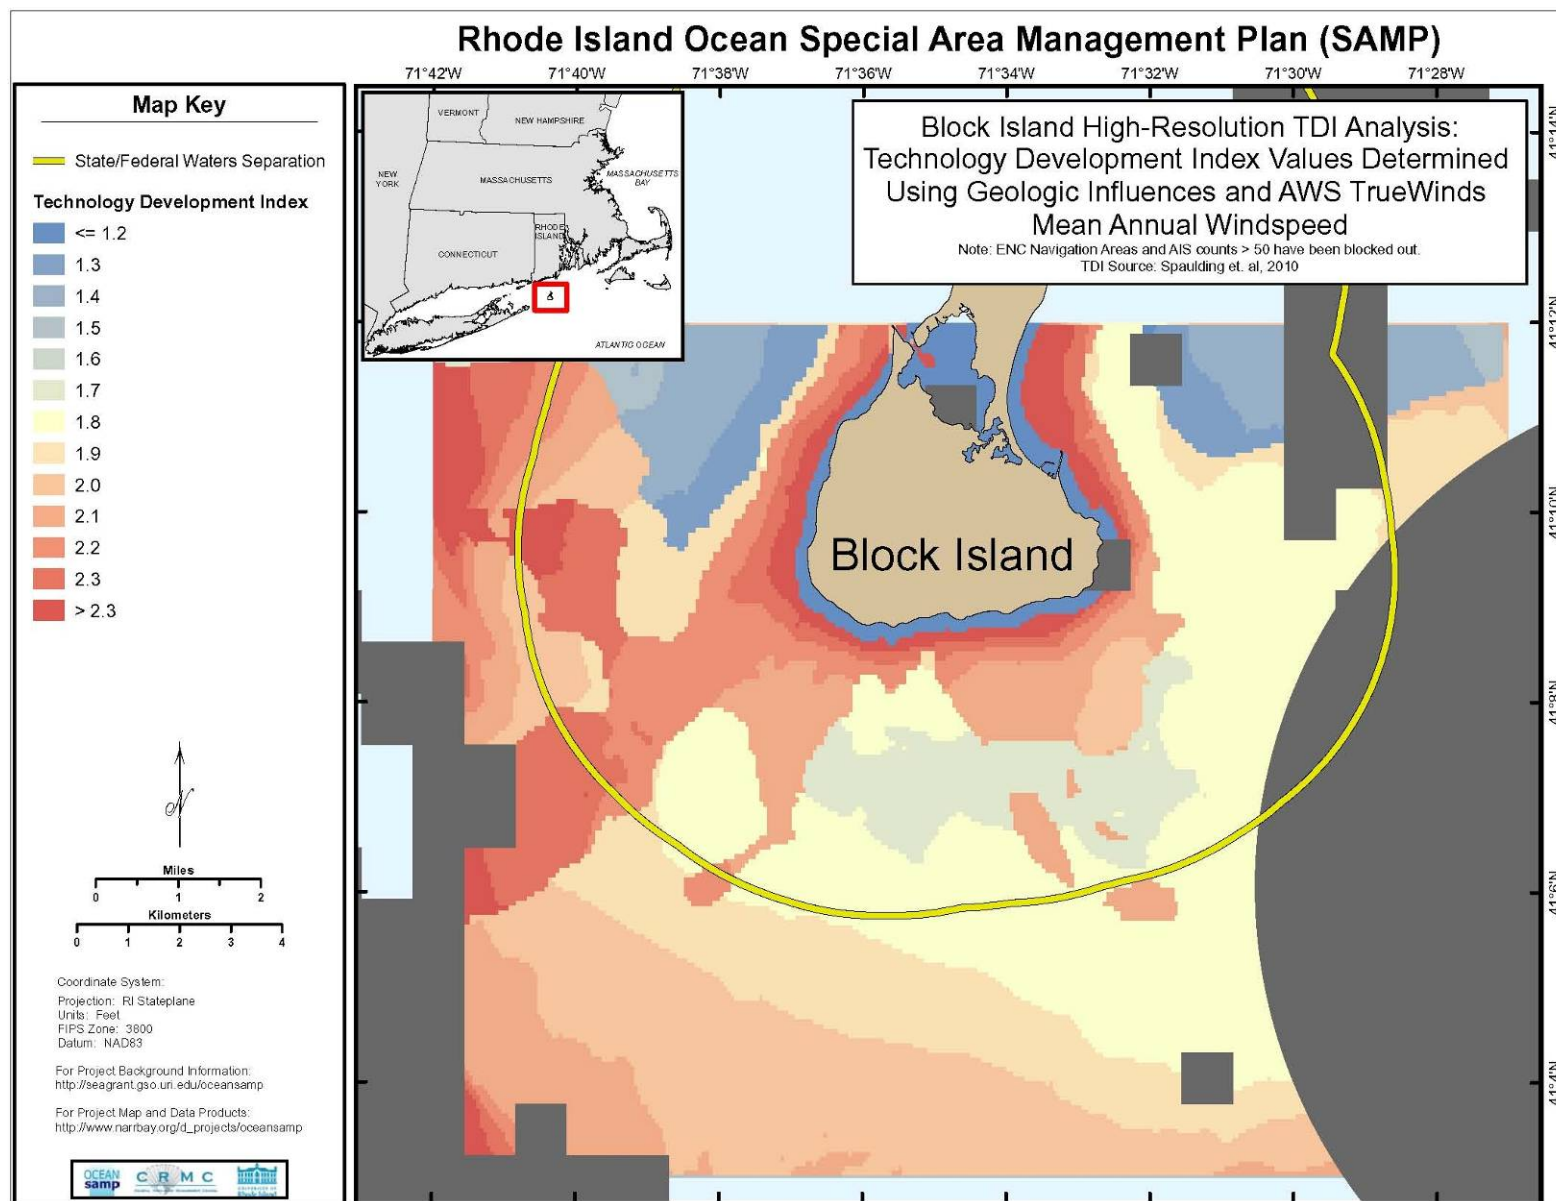 Rhode Island Ocean Special Area Management Plan (SAMP)
71°42'W 71°40'W 71°38'W 71°36'W 71°34'W 71°32'W 71°30'W 71°28'W
Map Key
State/Federal Waters Separation
Technology Development Index
<= 1.2
1.3
1.4
1.5
1.6
1.7
1.8
1.9
2.0
2.1
2.2
2.3
> 2.3
N
Miles
0 1 2
Kilometers
0 1 2 3 4
Coordinate System:
Projection: RI Stateplane
Units: Feet
FIPS Zone: 3800
Datum: NAD83
For Project Background Information:
http://seagrant.gso.uri.edu/oceansamp
For Project Map and Data Products:
http://www.narrbay.org/d_projects/oceansamp
OCEAN
samp
CRMC
Rhode Island
VERMONT
NEW HAMPSHIRE
NEW
YORK
MASSACHUSETTS
MASSACHUSETTS
BAY
CONNECTICUT
RHODE
ISLAND
ATLANTIC OCEAN
Block Island High-Resolution TDI Analysis:
Technology Development Index Values Determined
Using Geologic Influences and AWS TrueWinds
Mean Annual Windspeed
Note: ENC Navigation Areas and AIS counts > 50 have been blocked out.
TDI Source: Spaulding et. al, 2010
Block Island
41°14'N
41°12'N
41°10'N
41°8'N
41°6'N
41°4'N